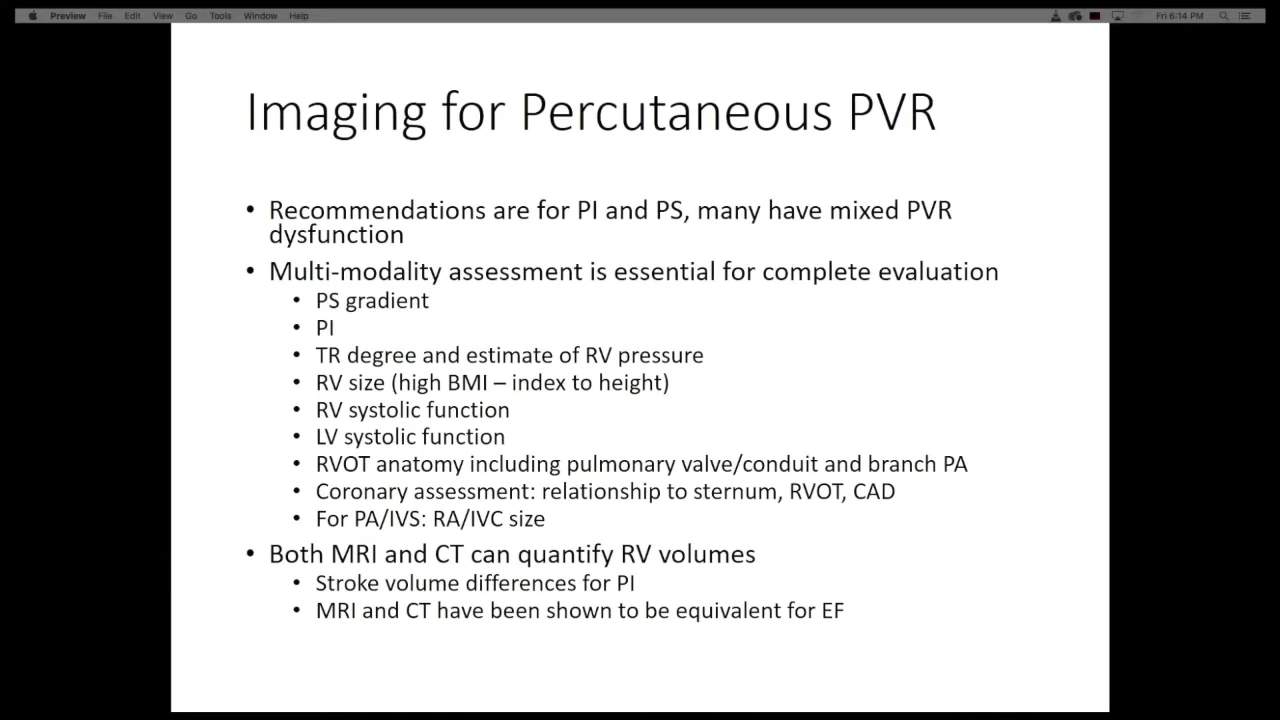 Preview File Edit View Go Tools Window Help Fri 6:14 PM
Imaging for Percutaneous PVR
• Recommendations are for PI and PS, many have mixed PVR
dysfunction
• Multi-modality assessment is essential for complete evaluation
• PS gradient
• PI
• TR degree and estimate of RV pressure
• RV size (high BMI – index to height)
• RV systolic function
• LV systolic function
• RVOT anatomy including pulmonary valve/conduit and branch PA
• Coronary assessment: relationship to sternum, RVOT, CAD
• For PA/IVS: RA/IVC size
• Both MRI and CT can quantify RV volumes
• Stroke volume differences for PI
• MRI and CT have been shown to be equivalent for EF